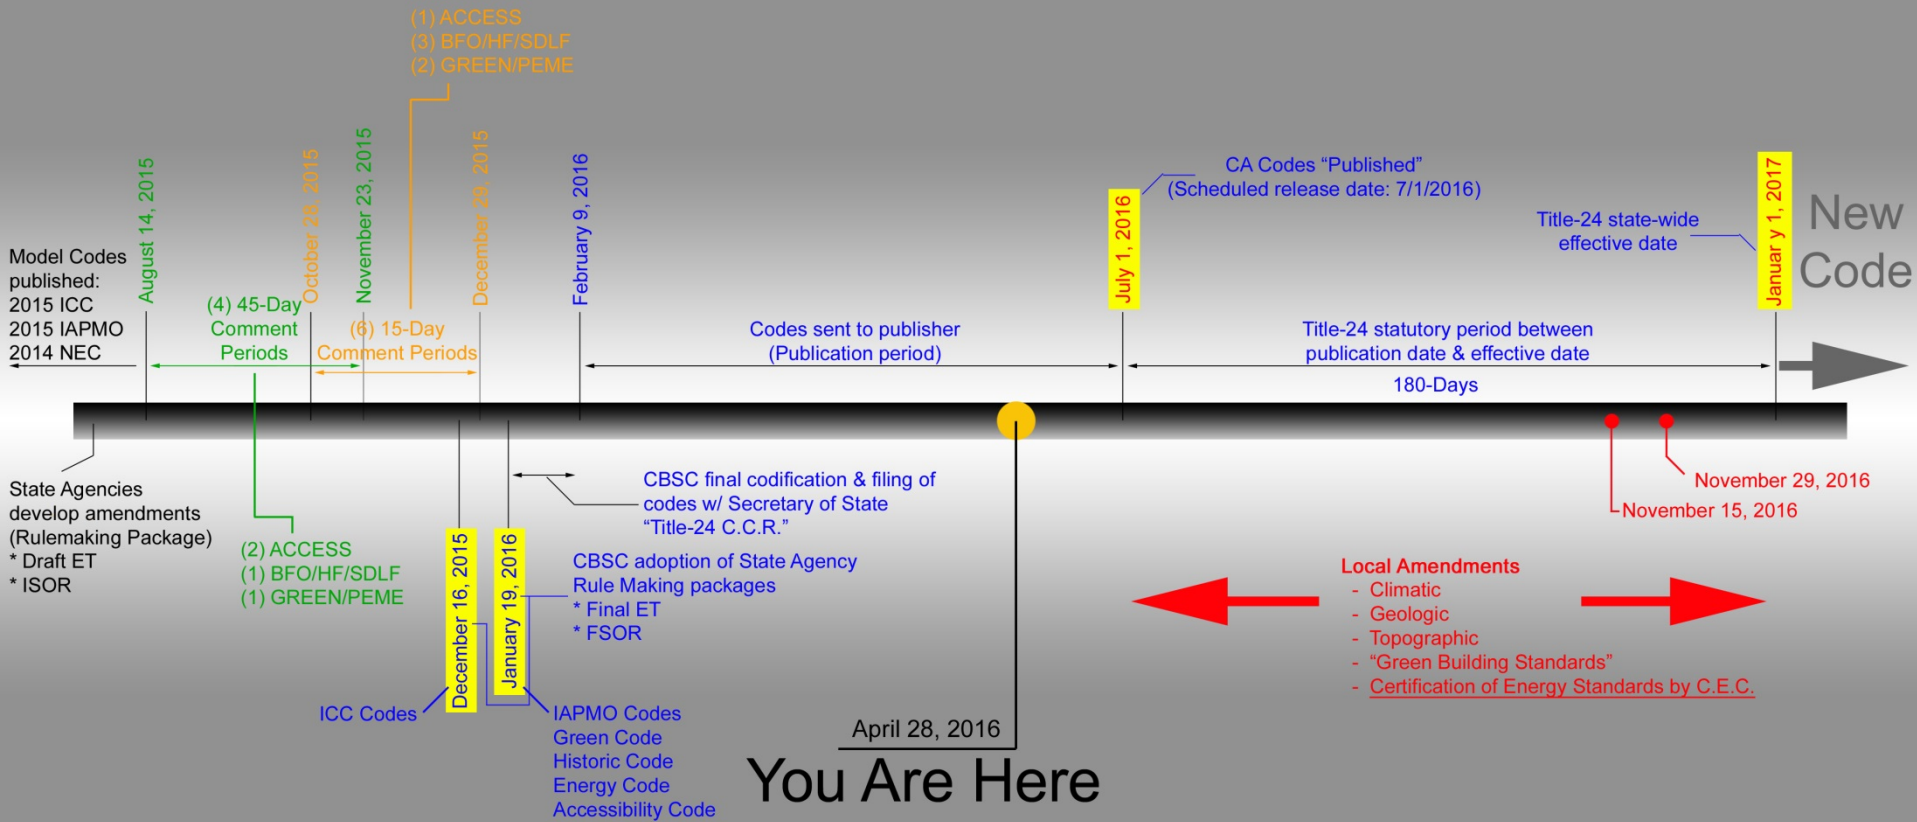 (1) ACCESS
(3) BFO/HF/SDLF
(2) GREEN/PEME
August 14, 2015
October 28, 2015
November 23, 2015
December 29, 2015
February 9, 2016
July 1, 2016
CA Codes “Published”
(Scheduled release date: 7/1/2016)
Januar y 1, 2017
Title-24 state-wide
effective date
New
Code
Model Codes
published:
2015 ICC
2015 IAPMO
2014 NEC
(4) 45-Day
Comment
Periods
(6) 15-Day
Comment Periods
Codes sent to publisher
(Publication period)
Title-24 statutory period between
publication date & effective date
180-Days
State Agencies
develop amendments
(Rulemaking Package)
* Draft ET
* ISOR
(2) ACCESS
(1) BFO/HF/SDLF
(1) GREEN/PEME
December 16, 2015
January 19, 2016
CBSC final codification & filing of
codes w/ Secretary of State
“Title-24 C.C.R.”
CBSC adoption of State Agency
Rule Making packages
* Final ET
* FSOR
ICC Codes
IAPMO Codes
Green Code
Historic Code
Energy Code
Accessibility Code
April 28, 2016
You Are Here
November 29, 2016
November 15, 2016
Local Amendments
- Climatic
- Geologic
- Topographic
- “Green Building Standards”
- Certification of Energy Standards by C.E.C.